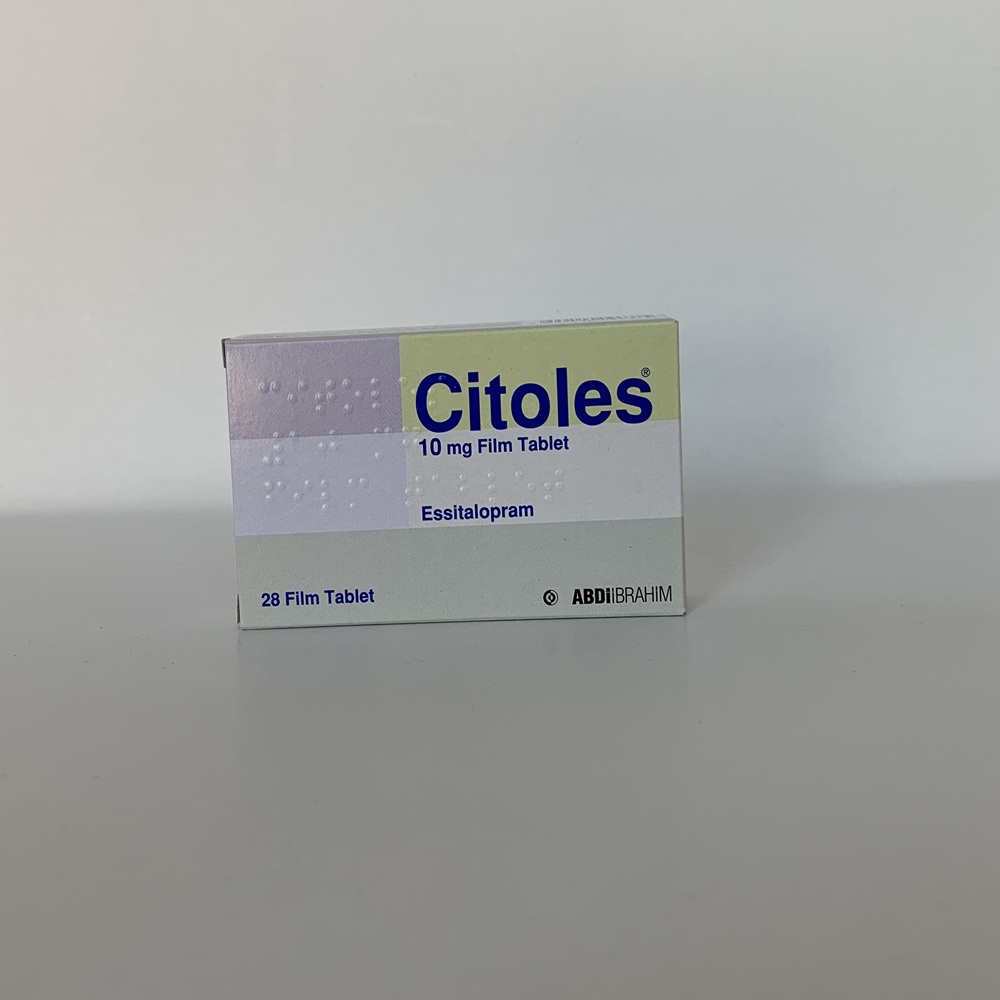 Citoles®
10 mg Film Tablet
Essitalopram
28 Film Tablet
ABDİİBRAHİM